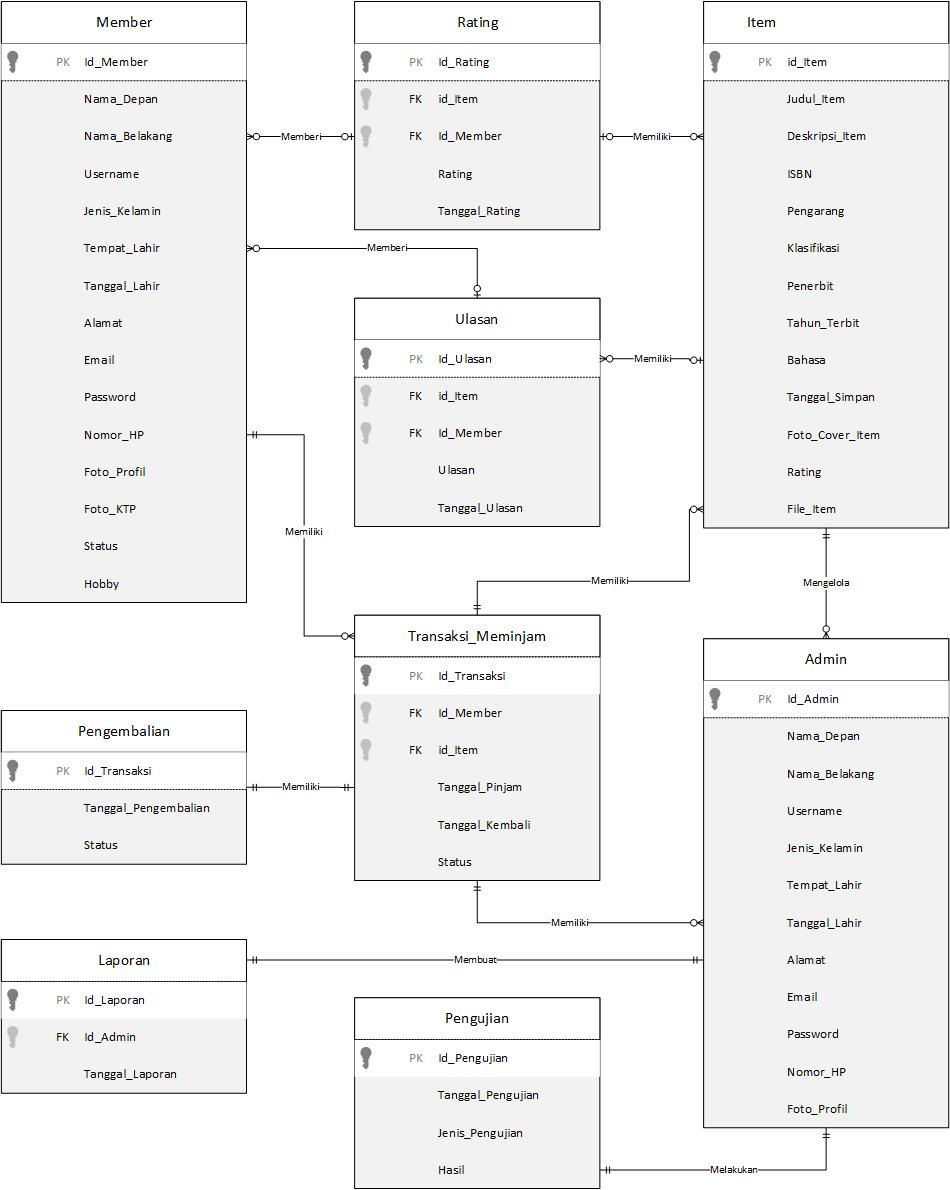 Member
PK Id_Member
Nama_Depan
Nama_Belakang
Username
Jenis_Kelamin
Tempat_Lahir
Tanggal_Lahir
Alamat
Email
Password
Nomor_HP
Foto_Profil
Foto_KTP
Status
Hobby
Memberi
Memberi
Memiliki
Rating
PK Id_Rating
FK id_Item
FK Id_Member
Rating
Tanggal_Rating
Memiliki
Ulasan
PK Id_Ulasan
FK id_Item
FK Id_Member
Ulasan
Tanggal_Ulasan
Memiliki
Item
PK id_Item
Judul_Item
Deskripsi_Item
ISBN
Pengarang
Klasifikasi
Penerbit
Tahun_Terbit
Bahasa
Tanggal_Simpan
Foto_Cover_Item
Rating
File_Item
Memiliki
Mengelola
Transaksi_Meminjam
PK Id_Transaksi
FK Id_Member
FK id_Item
Tanggal_Pinjam
Tanggal_Kembali
Status
Pengembalian
PK Id_Transaksi
Tanggal_Pengembalian
Status
Memiliki
Memiliki
Admin
PK Id_Admin
Nama_Depan
Nama_Belakang
Username
Jenis_Kelamin
Tempat_Lahir
Tanggal_Lahir
Alamat
Email
Password
Nomor_HP
Foto_Profil
Laporan
PK Id_Laporan
FK Id_Admin
Tanggal_Laporan
Membuat
Pengujian
PK Id_Pengujian
Tanggal_Pengujian
Jenis_Pengujian
Hasil
Melakukan